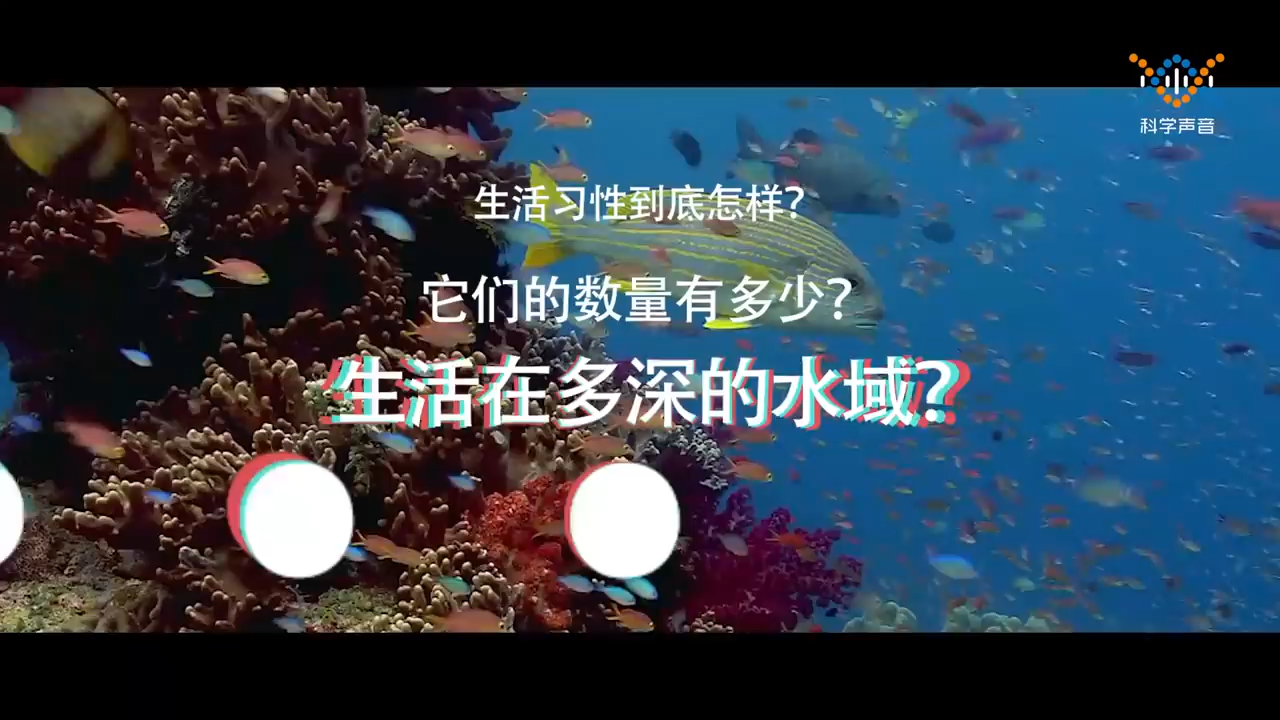 科学声音
生活习性到底怎样？
它们的数量有多少？
生活在多深的水域？